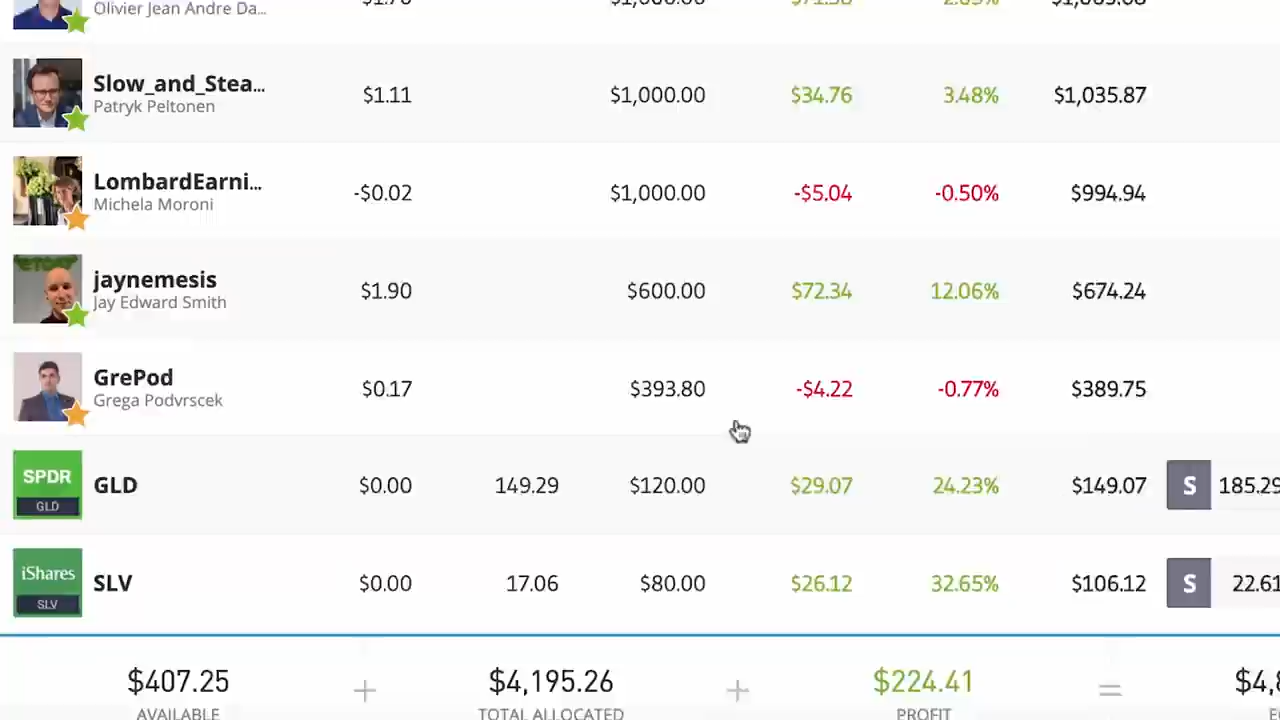 Olivier Jean Andre Da...
Slow_and_Stea... $1.11 $1,000.00 $34.76 3.48% $1,035.87
Patryk Peltonen
LombardEarni... -$0.02 $1,000.00 -$5.04 -0.50% $994.94
Michela Moroni
jaynemesis $1.90 $600.00 $72.34 12.06% $674.24
Jay Edward Smith
GrePod $0.17 $393.80 -$4.22 -0.77% $389.75
Grega Podvrscek
SPDR
GLD
GLD $0.00 149.29 $120.00 $29.07 24.23% $149.07 S 185.29
iShares
SLV
SLV $0.00 17.06 $80.00 $26.12 32.65% $106.12 S 22.61
$407.25 + $4,195.26 + $224.41 = $4,8
AVAILABLE TOTAL ALLOCATED PROFIT